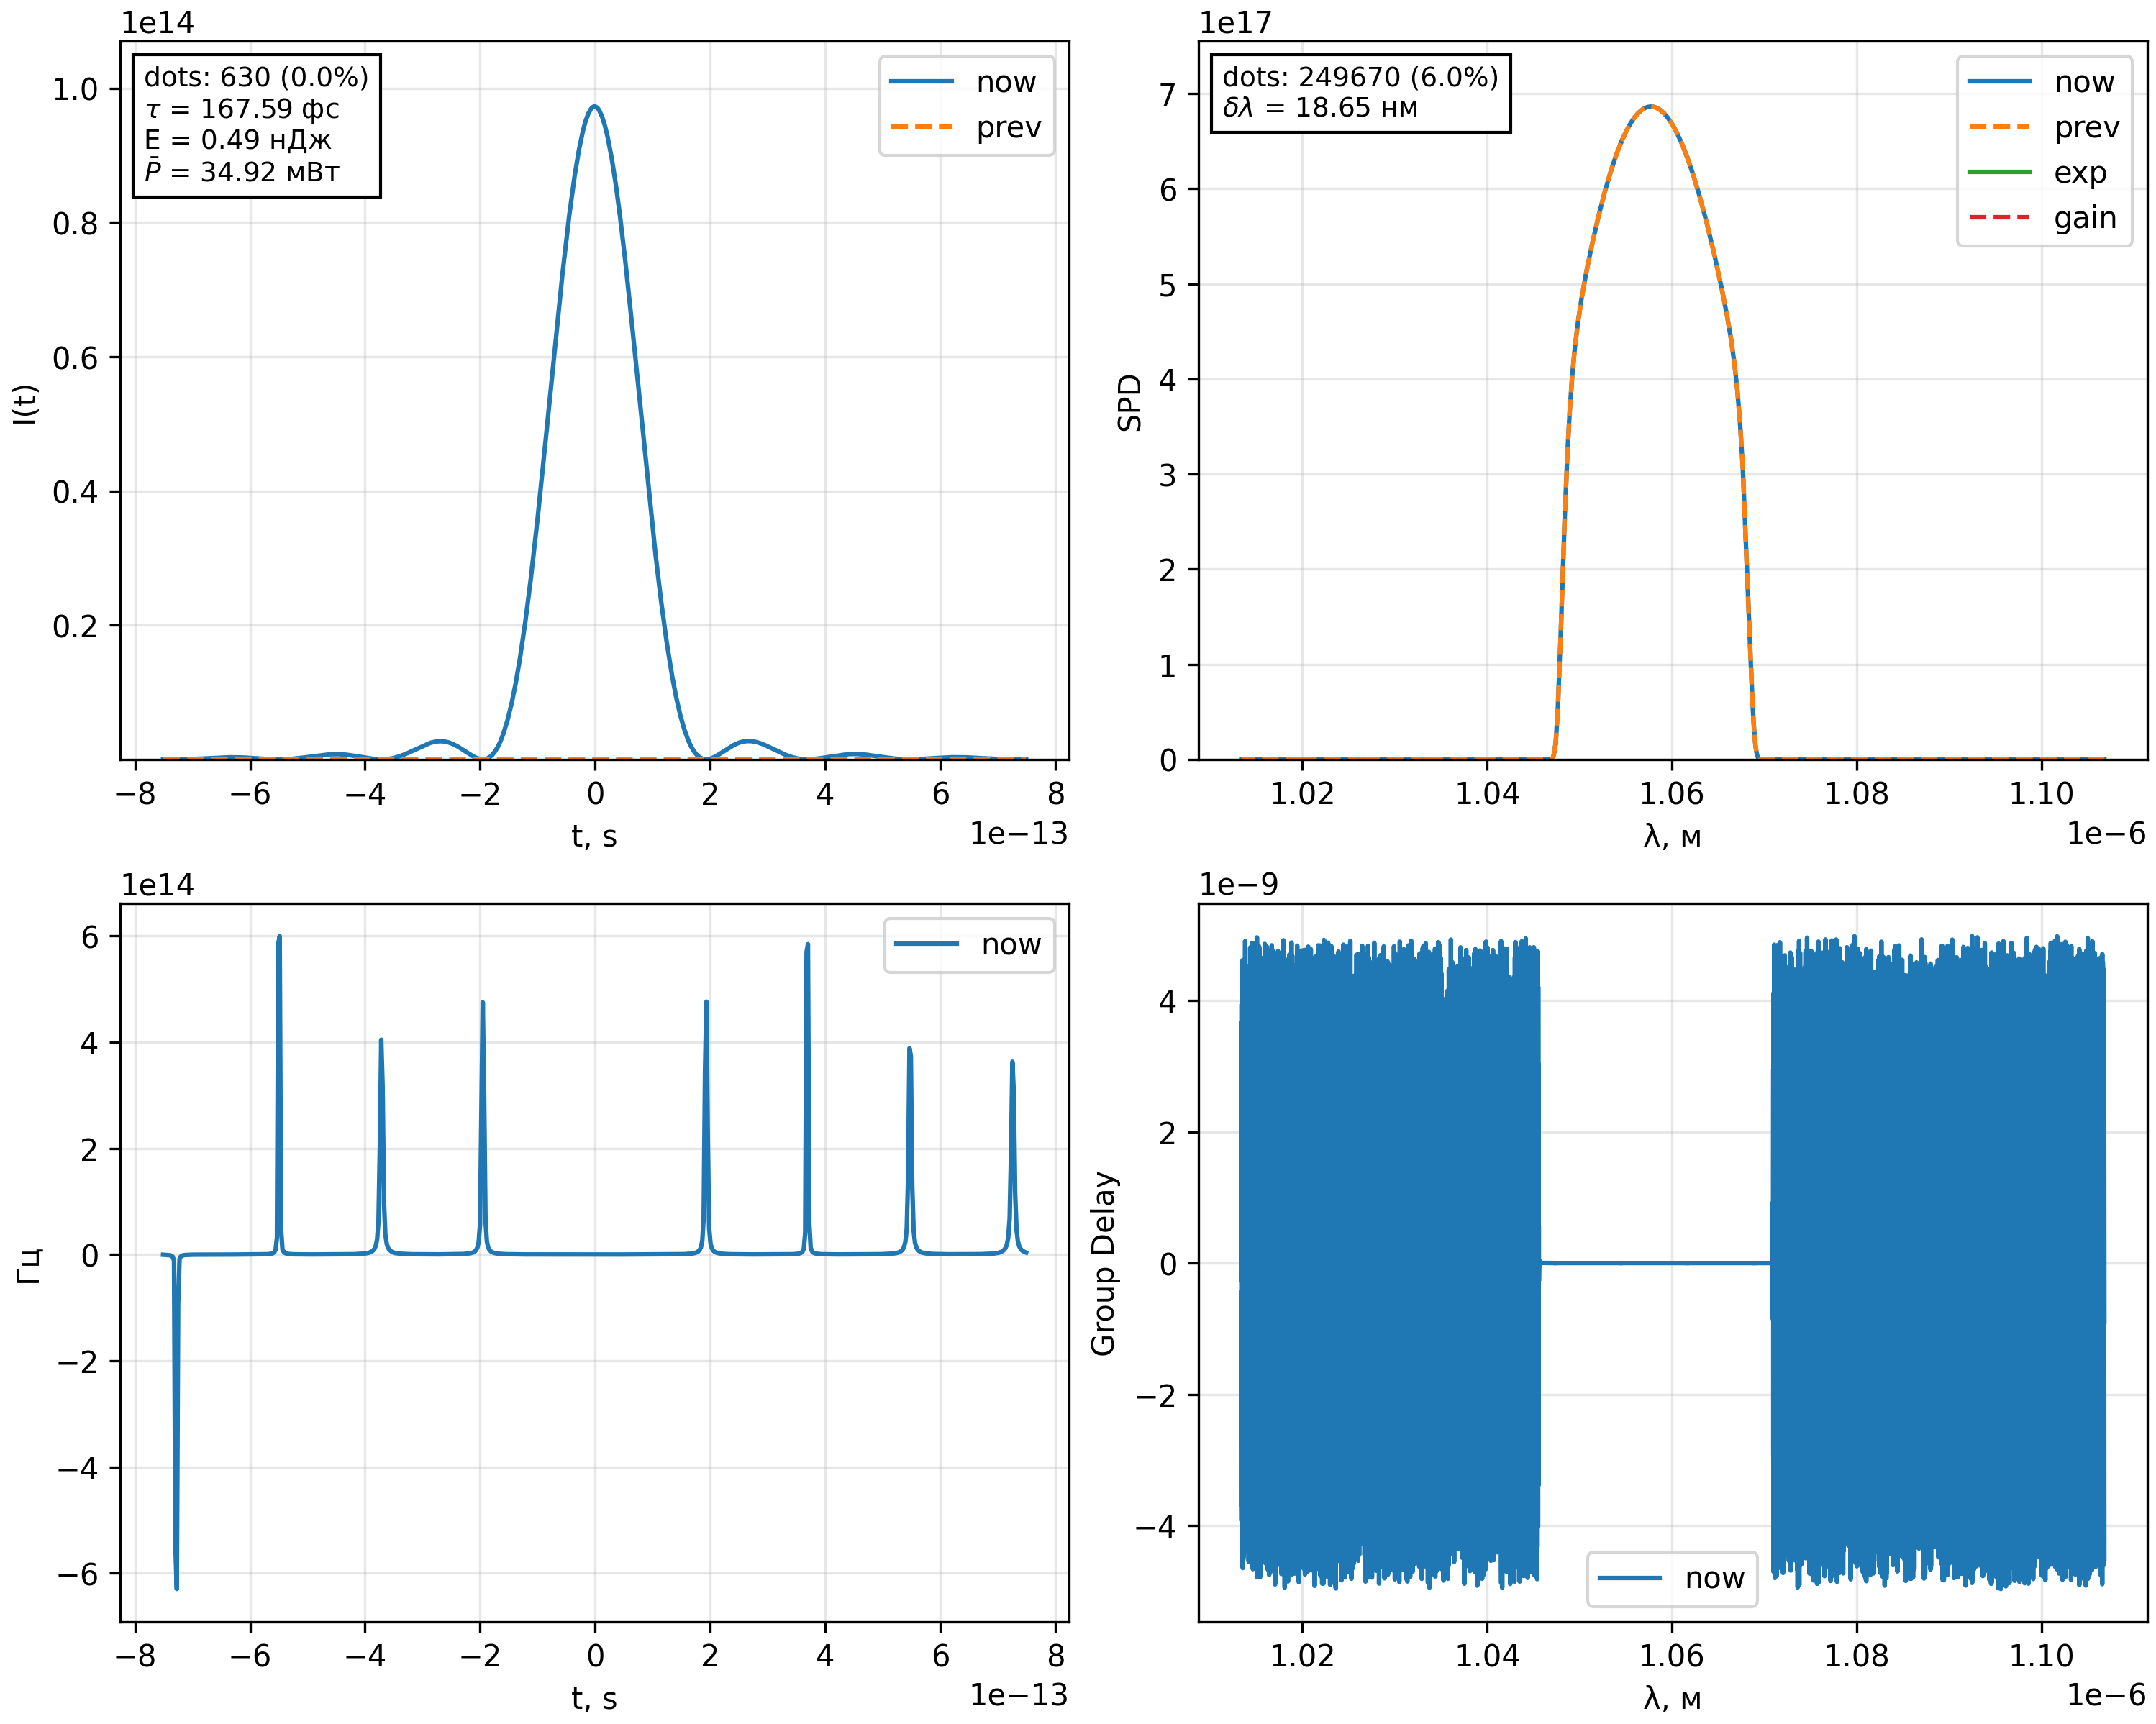 1e14
dots: 630 (0.0%)
τ = 167.59 фс
E = 0.49 нДж
P̄ = 34.92 мВт
now
prev
1.0
0.8
0.6
0.4
0.2
I(t)
−8 −6 −4 −2 0 2 4 6 8
t, s
1e−13
1e17
dots: 249670 (6.0%)
δλ = 18.65 нм
now
prev
exp
gain
7
6
5
4
3
2
1
0
SPD
1.02 1.04 1.06 1.08 1.10
λ, м
1e−6
1e14
now
6
4
2
0
−2
−4
−6
Гц
−8 −6 −4 −2 0 2 4 6 8
t, s
1e−13
1e−9
4
2
0
−2
−4
Group Delay
now
1.02 1.04 1.06 1.08 1.10
λ, м
1e−6